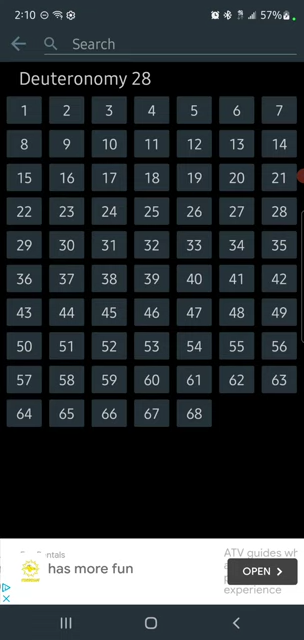 2:10 57%
Search
Deuteronomy 28
1 2 3 4 5 6 7
8 9 10 11 12 13 14
15 16 17 18 19 20 21
22 23 24 25 26 27 28
29 30 31 32 33 34 35
36 37 38 39 40 41 42
43 44 45 46 47 48 49
50 51 52 53 54 55 56
57 58 59 60 61 62 63
64 65 66 67 68
entals
ATV guides wh
has more fun
OPEN
experience